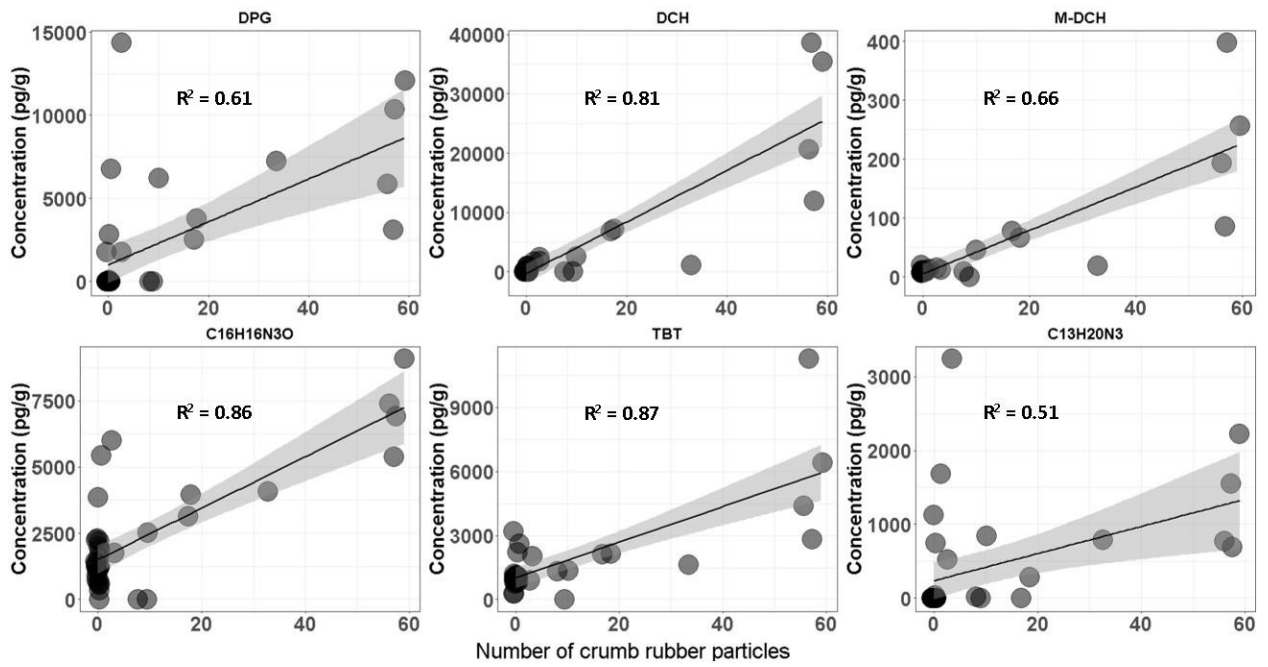 DPG
DCH
M-DCH
Concentration (pg/g)
15000
10000
5000
0
R² = 0.61
0 20 40 60
Concentration (pg/g)
40000
30000
20000
10000
0
R² = 0.81
0 20 40 60
Concentration (pg/g)
400
300
200
100
0
R² = 0.66
0 20 40 60
C16H16N3O
TBT
C13H20N3
Concentration (pg/g)
7500
5000
2500
0
R² = 0.86
0 20 40 60
Concentration (pg/g)
9000
6000
3000
0
R² = 0.87
0 20 40 60
Concentration (pg/g)
3000
2000
1000
0
R² = 0.51
0 20 40 60
Number of crumb rubber particles